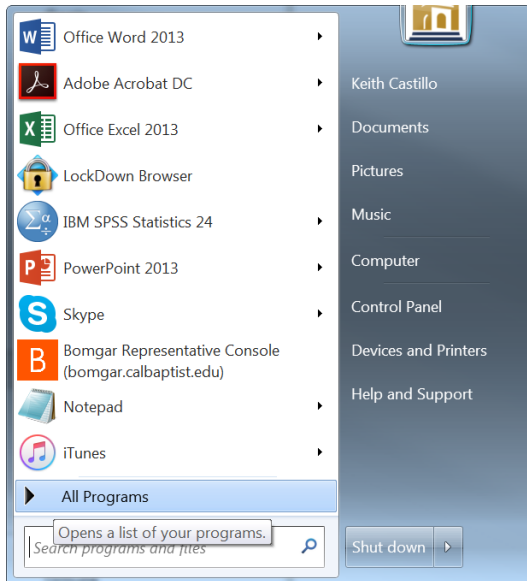 Office Word 2013
Adobe Acrobat DC
Office Excel 2013
LockDown Browser
IBM SPSS Statistics 24
PowerPoint 2013
Skype
Bomgar Representative Console
(bomgar.calbaptist.edu)
Notepad
iTunes
All Programs
Opens a list of your programs.
Search programs and files
Keith Castillo
Documents
Pictures
Music
Computer
Control Panel
Devices and Printers
Help and Support
Shut down